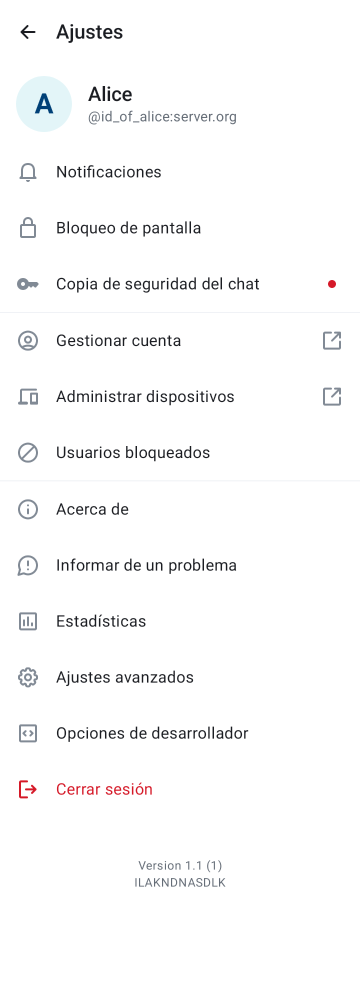 Ajustes
A
Alice
@id_of_alice:server.org
Notificaciones
Bloqueo de pantalla
Copia de seguridad del chat
Gestionar cuenta
Administrar dispositivos
Usuarios bloqueados
Acerca de
Informar de un problema
Estadísticas
Ajustes avanzados
Opciones de desarrollador
Cerrar sesión
Version 1.1 (1)
ILAKNDNASDLK